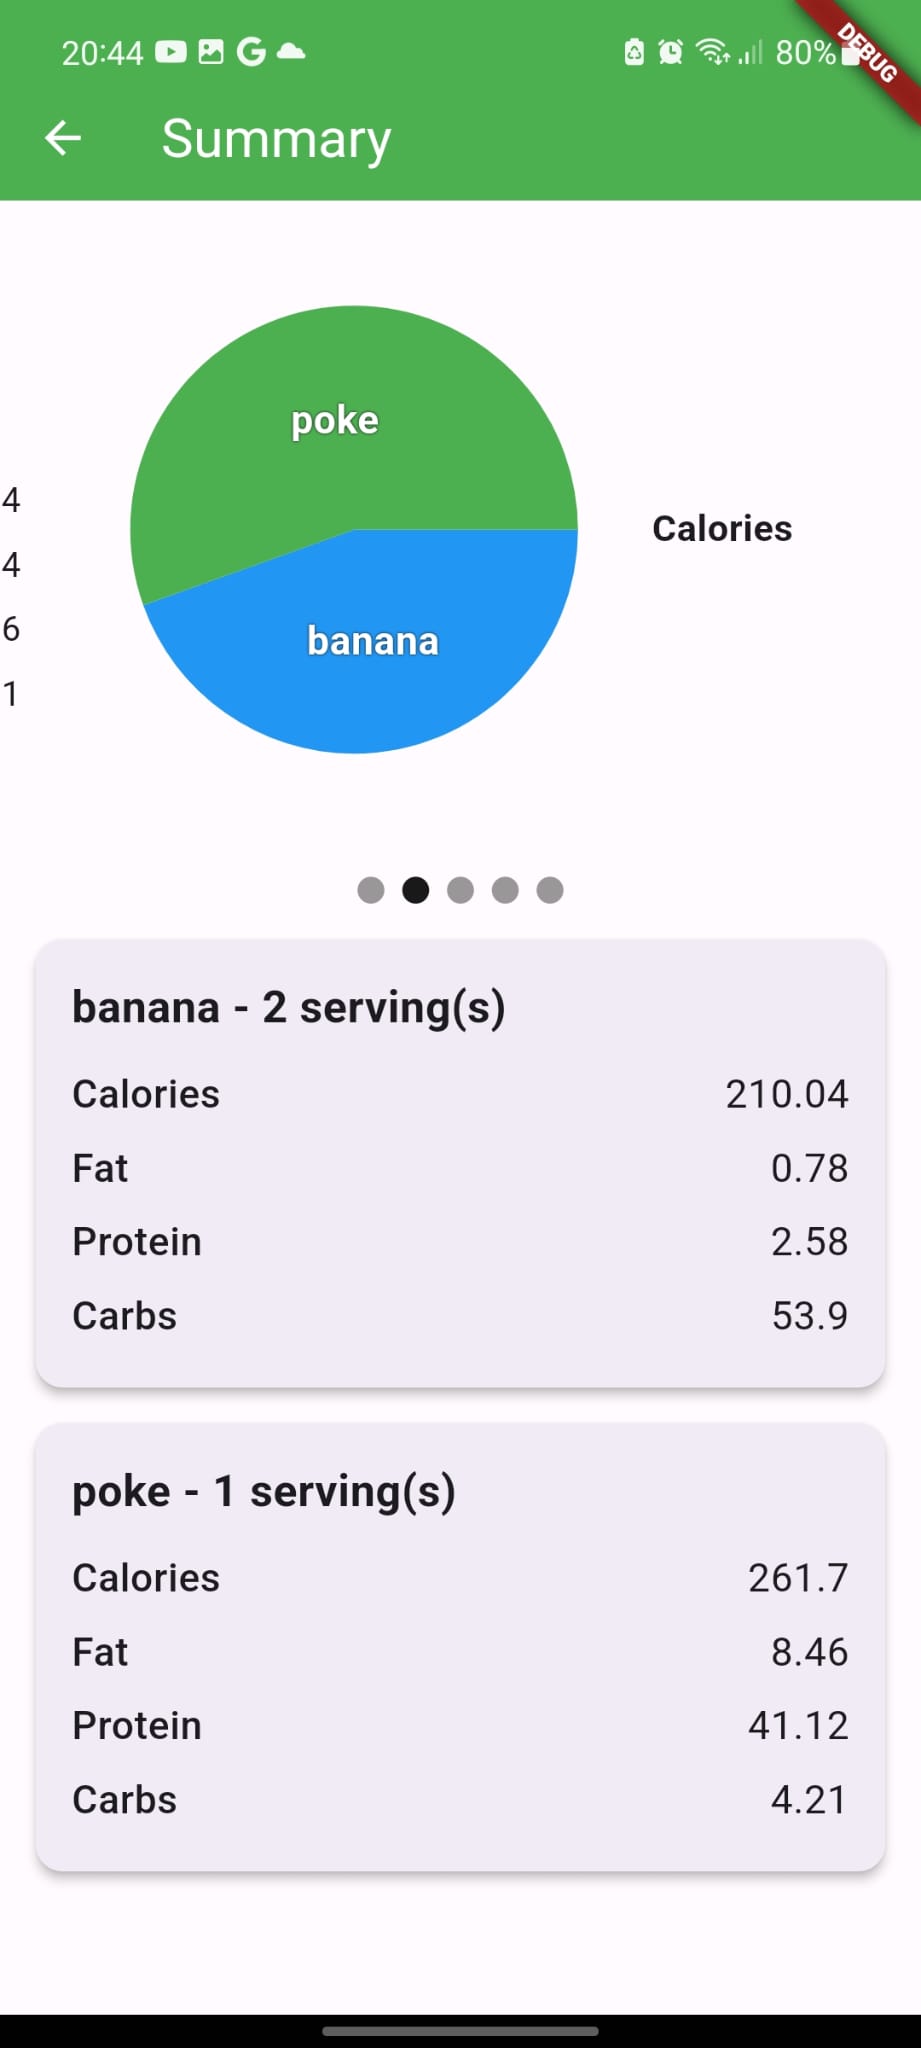 20:44
80%
DEBUG
Summary
poke
4
4
6
1
Calories
banana
banana - 2 serving(s)
Calories 210.04
Fat 0.78
Protein 2.58
Carbs 53.9
poke - 1 serving(s)
Calories 261.7
Fat 8.46
Protein 41.12
Carbs 4.21